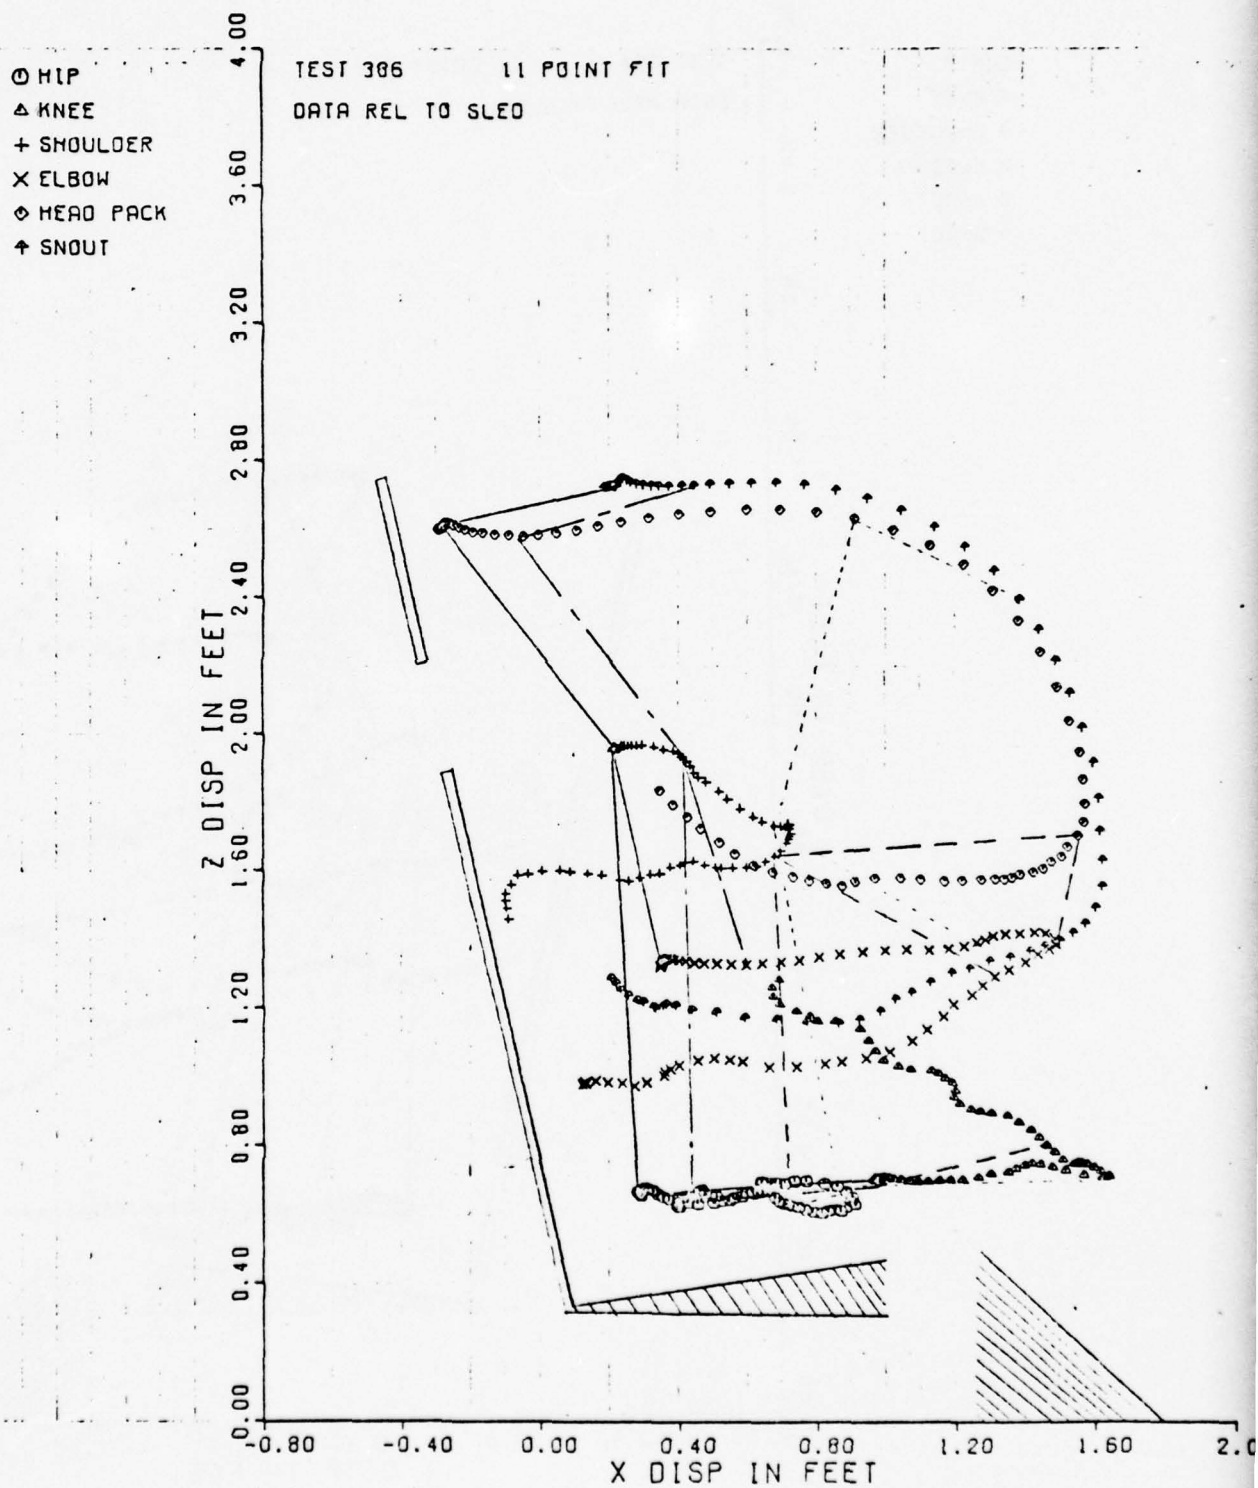 HIP
KNEE
SHOULDER
ELBOW
HEAD PACK
SNOUT
TEST 306 11 POINT FIT
DATA REL TO SLED
Z DISP IN FEET
4.00
3.60
3.20
2.80
2.40
2.00
1.60
1.20
0.80
0.40
0.00
-0.80 -0.40 0.00 0.40 0.80 1.20 1.60 2.0
X DISP IN FEET